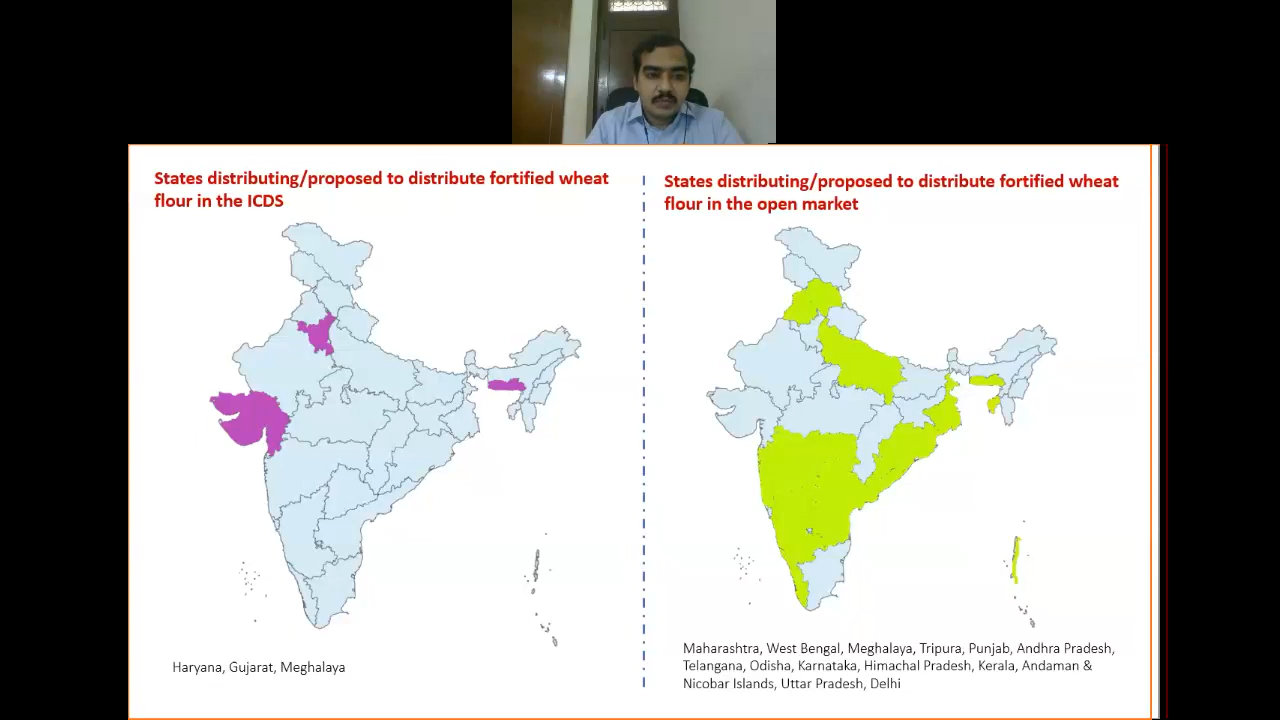 States distributing/proposed to distribute fortified wheat
flour in the ICDS
States distributing/proposed to distribute fortified wheat
flour in the open market
Haryana, Gujarat, Meghalaya
Maharashtra, West Bengal, Meghalaya, Tripura, Punjab, Andhra Pradesh,
Telangana, Odisha, Karnataka, Himachal Pradesh, Kerala, Andaman &
Nicobar Islands, Uttar Pradesh, Delhi